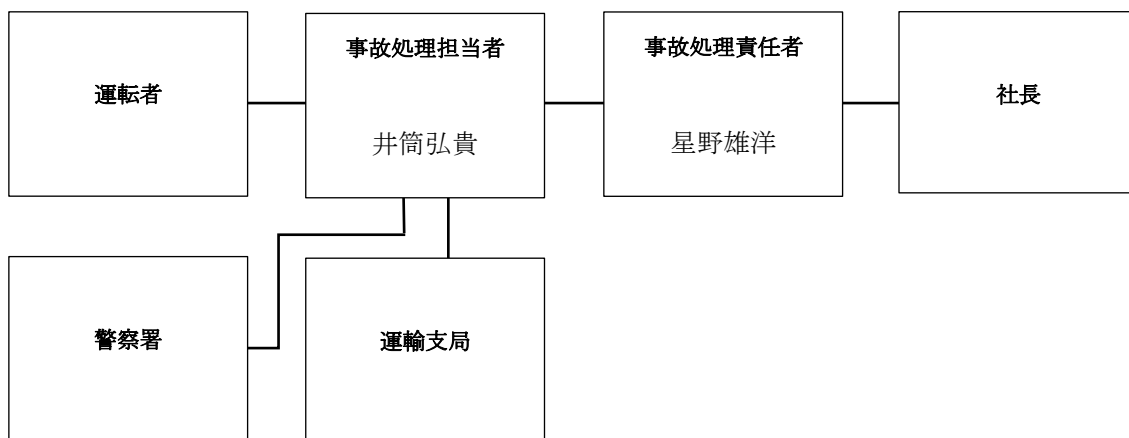 運転者
事故処理担当者
井筒弘貴
事故処理責任者
星野雄洋
社長
警察署
運輸支局